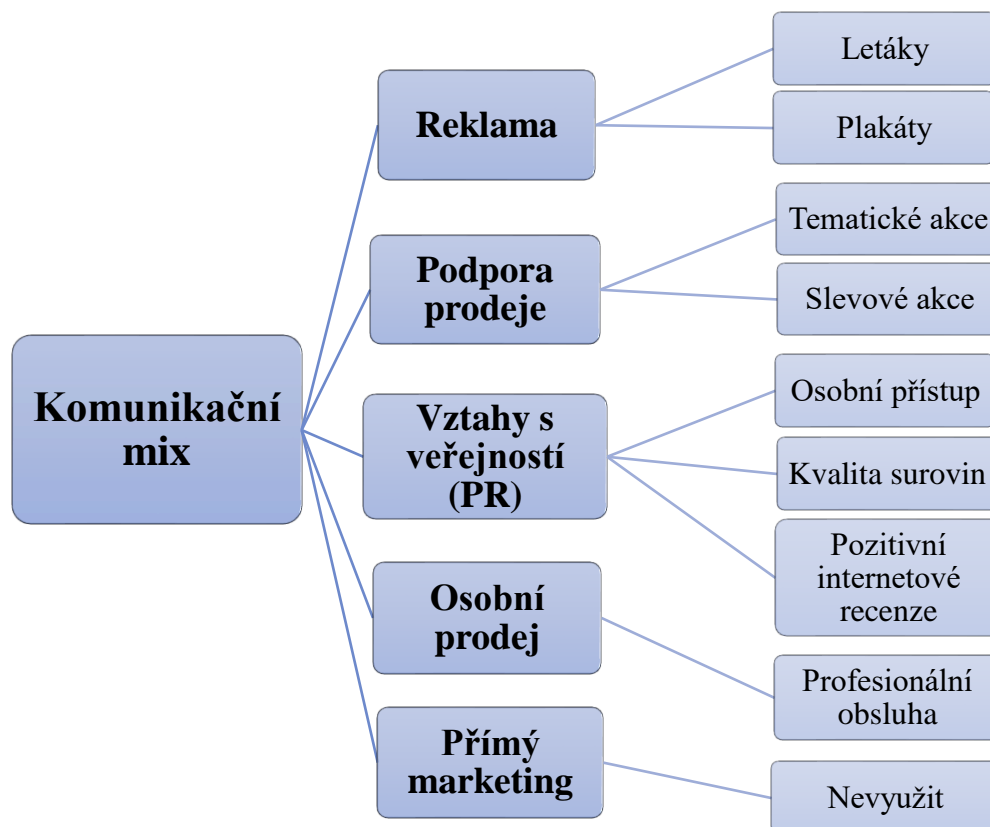 Komunikační
mix
Reklama
Letáky
Plakáty
Podpora
prodeje
Tematické akce
Slevové akce
Vztahy s
veřejností
(PR)
Osobní přístup
Kvalita surovin
Pozitivní
internetové
recenze
Osobní
prodej
Profesionální
obsluha
Přímý
marketing
Nevyužit